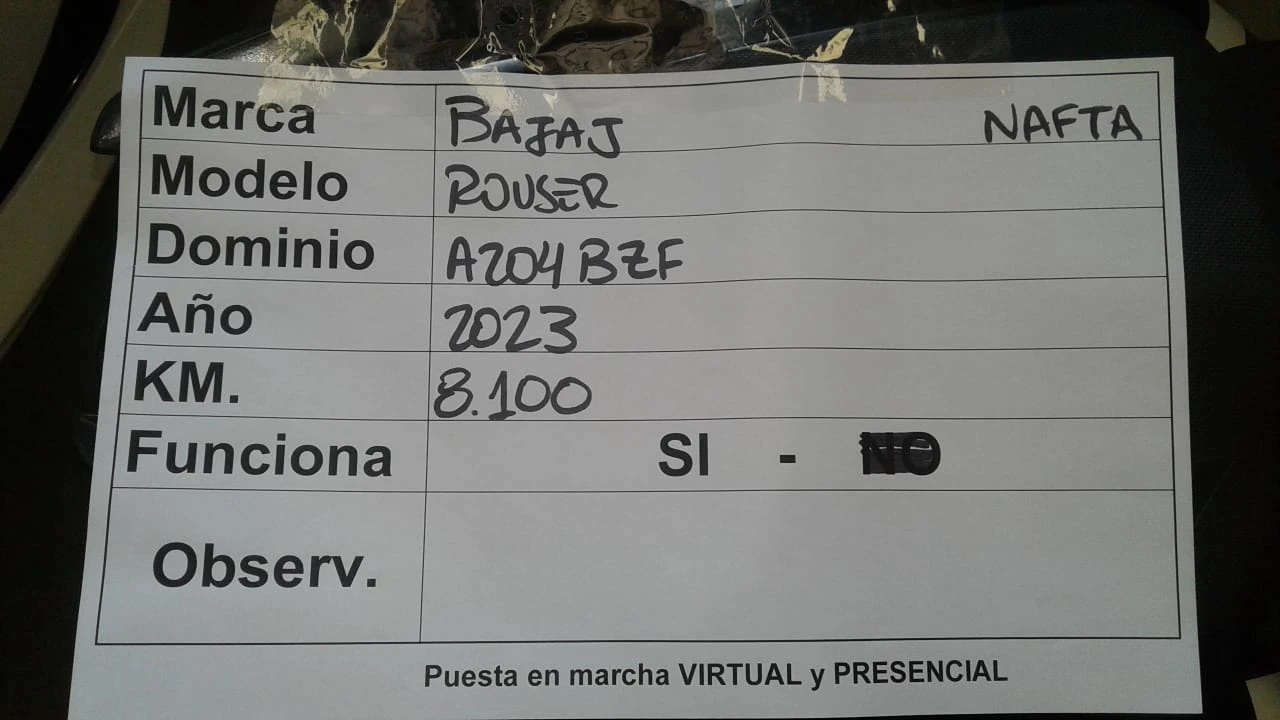 Marca BAJAJ NAFTA
Modelo ROUSER
Dominio A204BZF
Año 2023
KM. 8.100
Funciona SI - NO
Observ.
Puesta en marcha VIRTUAL y PRESENCIAL